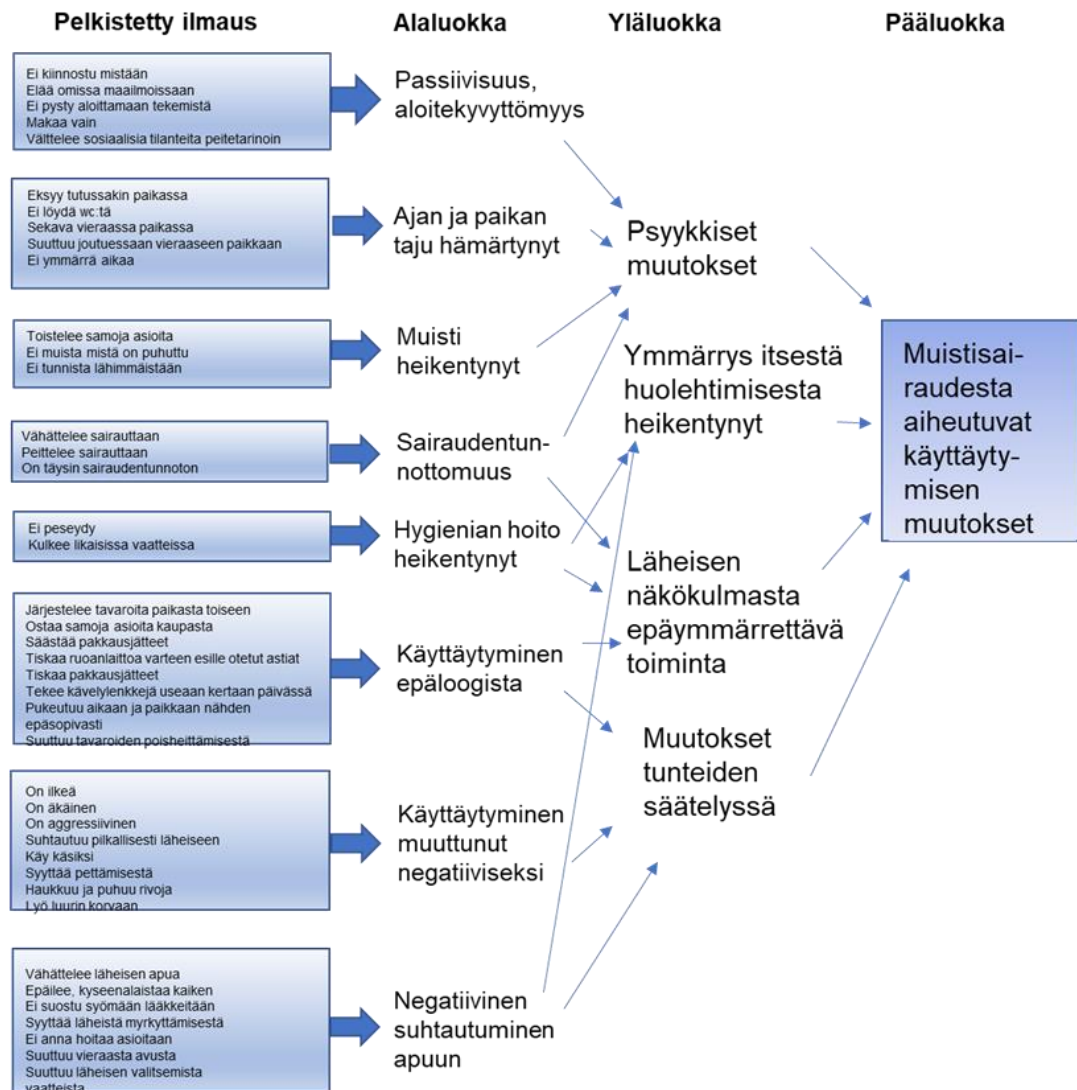 Pelkistetty ilmaus
Alaluokka
Yläluokka
Pääluokka
Ei kiinnostu mistään
Elää omissa maailmoissaan
Ei pysty aloittamaan tekemistä
Makaa vain
Välttelee sosiaalisia tilanteita peitetarinoin
Passiivisuus,
aloitekyvyttömyys
Eksyy tutussakin paikassa
Ei löydä wc:tä
Sekava vieraassa paikassa
Suuttuu joutuessaan vieraaseen paikkaan
Ei ymmärrä aikaa
Ajan ja paikan
taju hämärtynyt
Toistelee samoja asioita
Ei muista mistä on puhuttu
Ei tunnista lähimmäistään
Muisti
heikentynyt
Vähättelee sairauttaan
Peittelee sairauttaan
On täysin sairaudentunnoton
Sairaudentun-
nottomuus
Ei peseydy
Kulkee likaisissa vaatteissa
Hygienian hoito
heikentynyt
Järjestelee tavaroita paikasta toiseen
Ostaa samoja asioita kaupasta
Säästää pakkausjätteet
Tiskaa ruoanlaittoa varteen esille otetut astiat
Tiskaa pakkausjätteet
Tekee kävelylenkkejä useaan kertaan päivässä
Pukeutuu aikaan ja paikkaan nähden
epäsopivasti
Suuttuu tavaroiden poisheittämisestä
Käyttäytyminen
epäloogista
On ilkeä
On äkäinen
On aggressiivinen
Suhtautuu pilkallisesti läheiseen
Käy käsiksi
Syyttää pettämisestä
Haukkuu ja puhuu rivoja
Lyö luurin korvaan
Käyttäytyminen
muuttunut
negatiiviseksi
Vähättelee läheisen apua
Epäilee, kyseenalaistaa kaiken
Ei suostu syömään lääkkeitään
Syyttää läheistä myrkyttämisestä
Ei anna hoitaa asioitaan
Suuttuu vieraasta avusta
Suuttuu läheisen valitsemista
vaatteista
Negatiivinen
suhtautuminen
apuun
Psyykkiset
muutokset
Ymmärrys itsestä
huolehtimisesta
heikentynyt
Läheisen
näkökulmasta
epäymmärrettävä
toiminta
Muutokset
tunteiden
säätelyssä
Muistisai-
raudesta
aiheutuvat
käyttäyty-
misen
muutokset